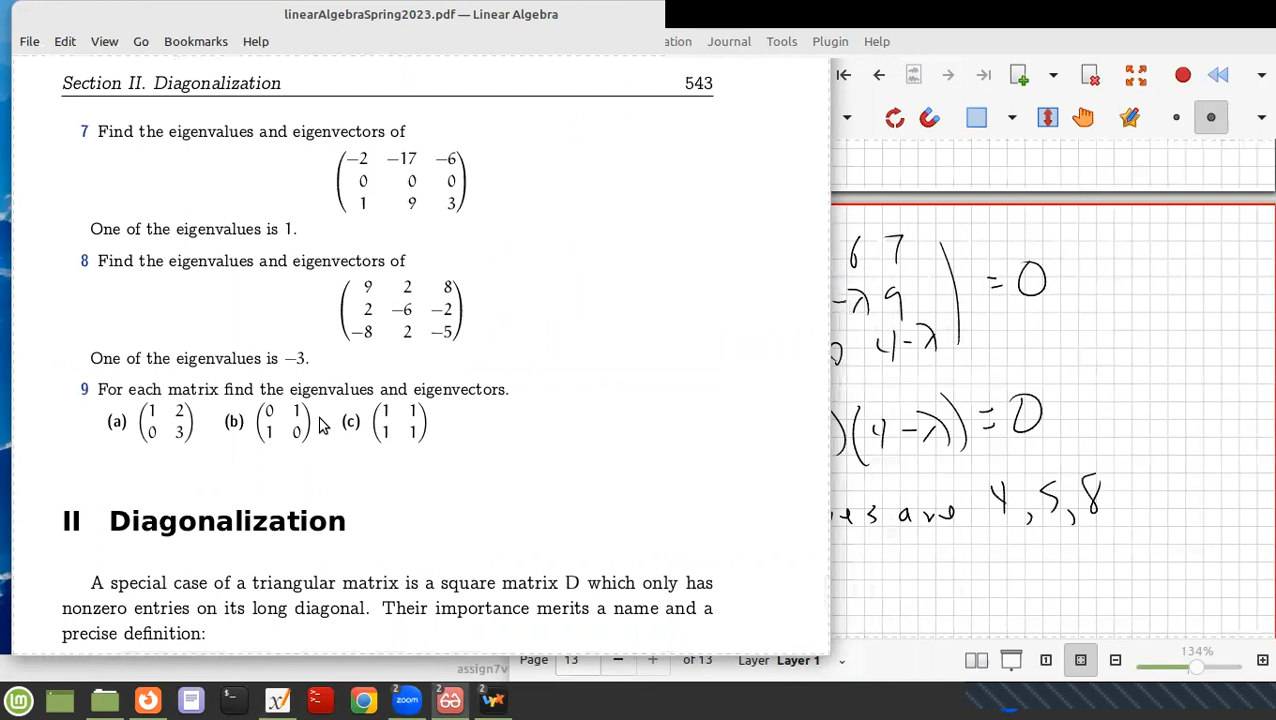 linearAlgebraSpring2023.pdf — Linear Algebra
File Edit View Go Bookmarks Help
ation Journal Tools Plugin Help
Section II. Diagonalization 543
7 Find the eigenvalues and eigenvectors of
−2 −17 −6
0 0 0
1 9 3
One of the eigenvalues is 1.
8 Find the eigenvalues and eigenvectors of
9 2 8
2 −6 −2
−8 2 −5
One of the eigenvalues is −3.
9 For each matrix find the eigenvalues and eigenvectors.
(a) (1 2 (b) (0 1 (c) (1 1
0 3) 1 0) 1 1)
II Diagonalization
A special case of a triangular matrix is a square matrix D which only has
nonzero entries on its long diagonal. Their importance merits a name and a
precise definition:
6 7
−λ 9 = 0
0 4−λ
)(4−λ) = 0
es are 4, 5, 8
assign7v
Page 13 − + of 13 Layer Layer 1
134%
zoom